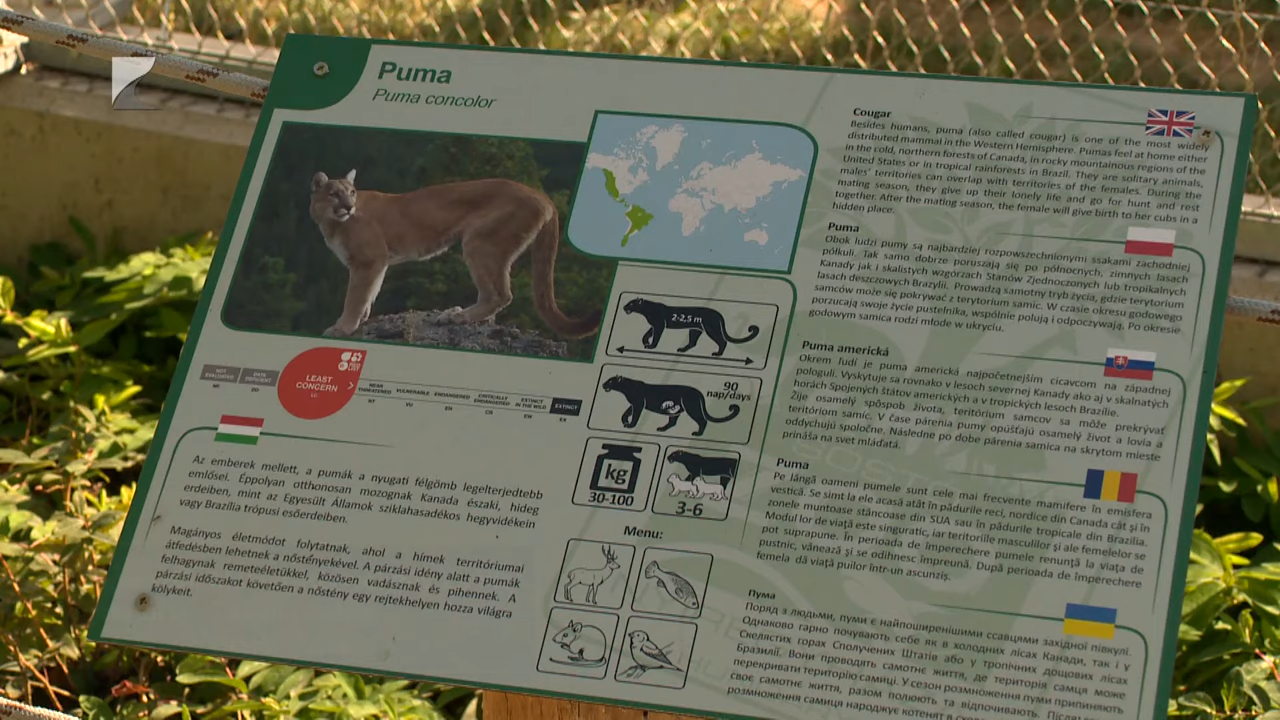 Puma
Puma concolor
NOT EVALUATED
NE
DATA DEFICIENT
DD
LEAST CONCERN
LC
NEAR THREATENED
NT
VULNERABLE
VU
ENDANGERED
EN
CRITICALLY ENDANGERED
CR
EXTINCT IN THE WILD
EW
EXTINCT
EX
Az emberek mellett, a pumák a nyugati félgömb legelterjedtebb
emlősei. Éppolyan otthonosan mozognak Kanada északi, hideg
erdeiben, mint az Egyesült Államok sziklahasadékos hegyvidékein
vagy Brazília trópusi esőerdeiben.
Magányos életmódot folytatnak, ahol a hímek territóriumai
átfedésben lehetnek a nőstényekével. A párzási idény alatt a pumák
felhagynak remeteéletükkel, közösen vadásznak és pihennek. A
párzási időszakot követően a nőstény egy rejtekhelyen hozza világra
kölykeit.
2-2,5 m
90
nap/days
kg
30-100
3-6
Menu:
Cougar
Besides humans, puma (also called cougar) is one of the most widely
distributed mammal in the Western Hemisphere. Pumas feel at home either
in the cold, northern forests of Canada, in rocky mountainous regions of the
United States or in tropical rainforests in Brazil. They are solitary animals,
males' territories can overlap with territories of the females. During the
mating season, they give up their lonely life and go for hunt and rest
together. After the mating season, the female will give birth to her cubs in a
hidden place.
Puma
Obok ludzi pumy są najbardziej rozpowszechnionymi ssakami zachodniej
półkuli. Tak samo dobrze poruszają się po północnych, zimnych lasach
Kanady jak i skalistych wzgórzach Stanów Zjednoczonych lub tropikalnych
lasach deszczowych Brazylii. Prowadzą samotny tryb życia, gdzie terytorium
samców może się pokrywać z terytorium samic. W czasie okresu godowego
porzucają swoje życie pustelnika, wspólnie polują i odpoczywają. Po okresie
godowym samica rodzi młode w ukryciu.
Puma americká
Okrem ľudí je puma americká najpočetnejším cicavcom na západnej
pologuli. Vyskytuje sa rovnako v lesoch severnej Kanady ako aj v skalnatých
horách Spojených štátov amerických a v tropických lesoch Brazílie.
Žije osamelý spôsob života, teritórium samcov sa môže prekrývať
teritórium samíc. V čase párenia pumy opúšťajú osamelý život a lovia a
oddychujú spoločne. Následne po dobe párenia samica na skrytom mieste
prináša na svet mláďatá.
Puma
Pe lângă oameni pumele sunt cele mai frecvente mamifere în emisfera
vestică. Se simt la ele acasă atât în pădurile reci, nordice din Canada cât și în
zonele muntoase stâncoase din SUA sau în pădurile tropicale din Brazilia.
Modul lor de viață este singuratic, iar teritoriile masculilor și ale femelelor se
pot suprapune. În perioada de împerechere pumele renunță la viața de
pustnic, vânează și se odihnesc împreună. După perioada de împerechere
femela dă viață puilor într-un ascunziș.
Пума
Поряд з людьми, пуми є найпоширенішими ссавцями західної півкулі.
Однаково гарно почувають себе як в холодних лісах Канади, так і у
Скелястих горах Сполучених Штатів або у тропічних дощових лісах
Бразилії. Вони проводять самотнє життя, де територія самця може
перекривати територію самиці. У сезон розмноження пуми припиняють
своє самотнє життя, разом полюють та відпочивають. Після
розмноження самиця народжує котенят в